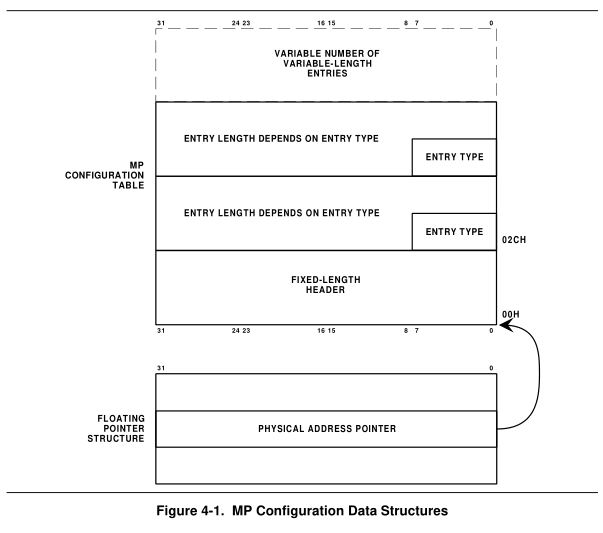 31 24 23 16 15 8 7 0
VARIABLE NUMBER OF
VARIABLE-LENGTH
ENTRIES
ENTRY LENGTH DEPENDS ON ENTRY TYPE
ENTRY TYPE
MP
CONFIGURATION
TABLE
ENTRY LENGTH DEPENDS ON ENTRY TYPE
ENTRY TYPE
02CH
FIXED-LENGTH
HEADER
00H
31 24 23 16 15 8 7 0
31 0
FLOATING
POINTER
STRUCTURE
PHYSICAL ADDRESS POINTER
Figure 4-1. MP Configuration Data Structures